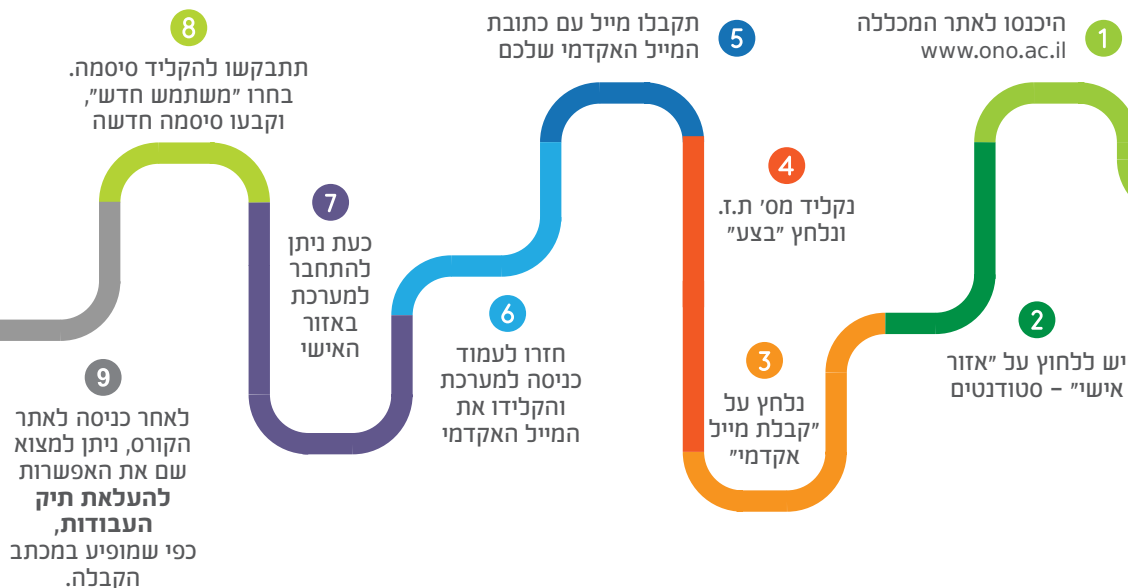 1
היכנסו לאתר המכללה
www.ono.ac.il
2
יש ללחוץ על "אזור
אישי" – סטודנטים
3
נלחץ על
"קבלת מייל
אקדמי"
4
נקליד מס' ת.ז.
ונלחץ "בצע"
5
תקבלו מייל עם כתובת
המייל האקדמי שלכם
6
חזרו לעמוד
כניסה למערכת
והקלידו את
המייל האקדמי
7
כעת ניתן
להתחבר
למערכת
באזור
האישי
8
תתבקשו להקליד סיסמה.
בחרו "משתמש חדש",
וקבעו סיסמה חדשה
9
לאחר כניסה לאתר
הקורס, ניתן למצוא
שם את האפשרות
להעלאת תיק
העבודות,
כפי שמופיע במכתב
הקבלה.